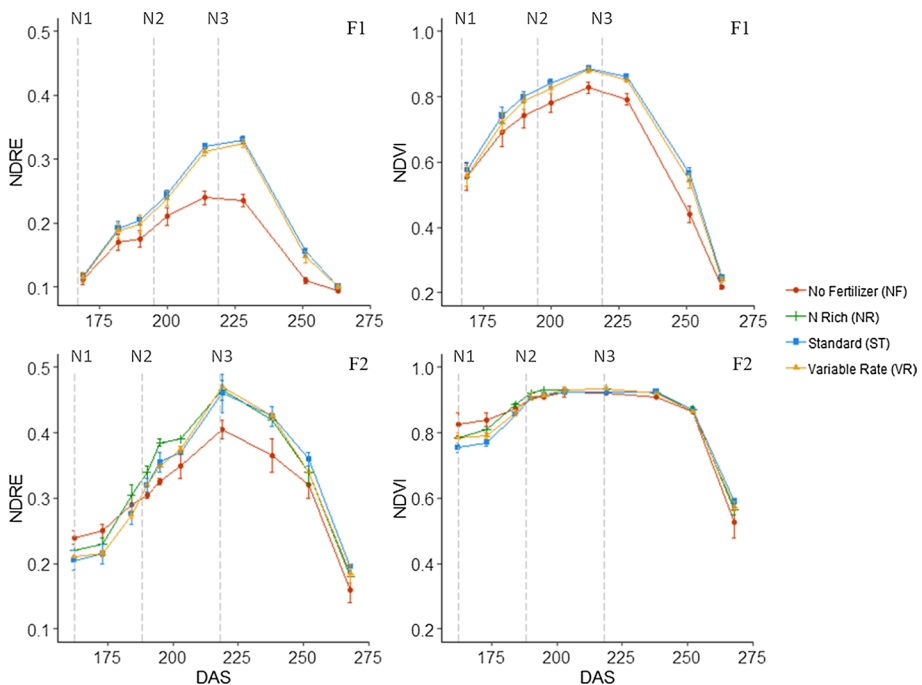 N1 N2 N3 F1
0.5
0.4
0.3
0.2
0.1
NDRE
175 200 225 250 275
N1 N2 N3 F1
1.0
0.8
0.6
0.4
0.2
NDVI
175 200 225 250 275
No Fertilizer (NF)
N Rich (NR)
Standard (ST)
Variable Rate (VR)
N1 N2 N3 F2
0.5
0.4
0.3
0.2
0.1
NDRE
175 200 225 250 275
DAS
N1 N2 N3 F2
1.0
0.8
0.6
0.4
0.2
NDVI
175 200 225 250 275
DAS